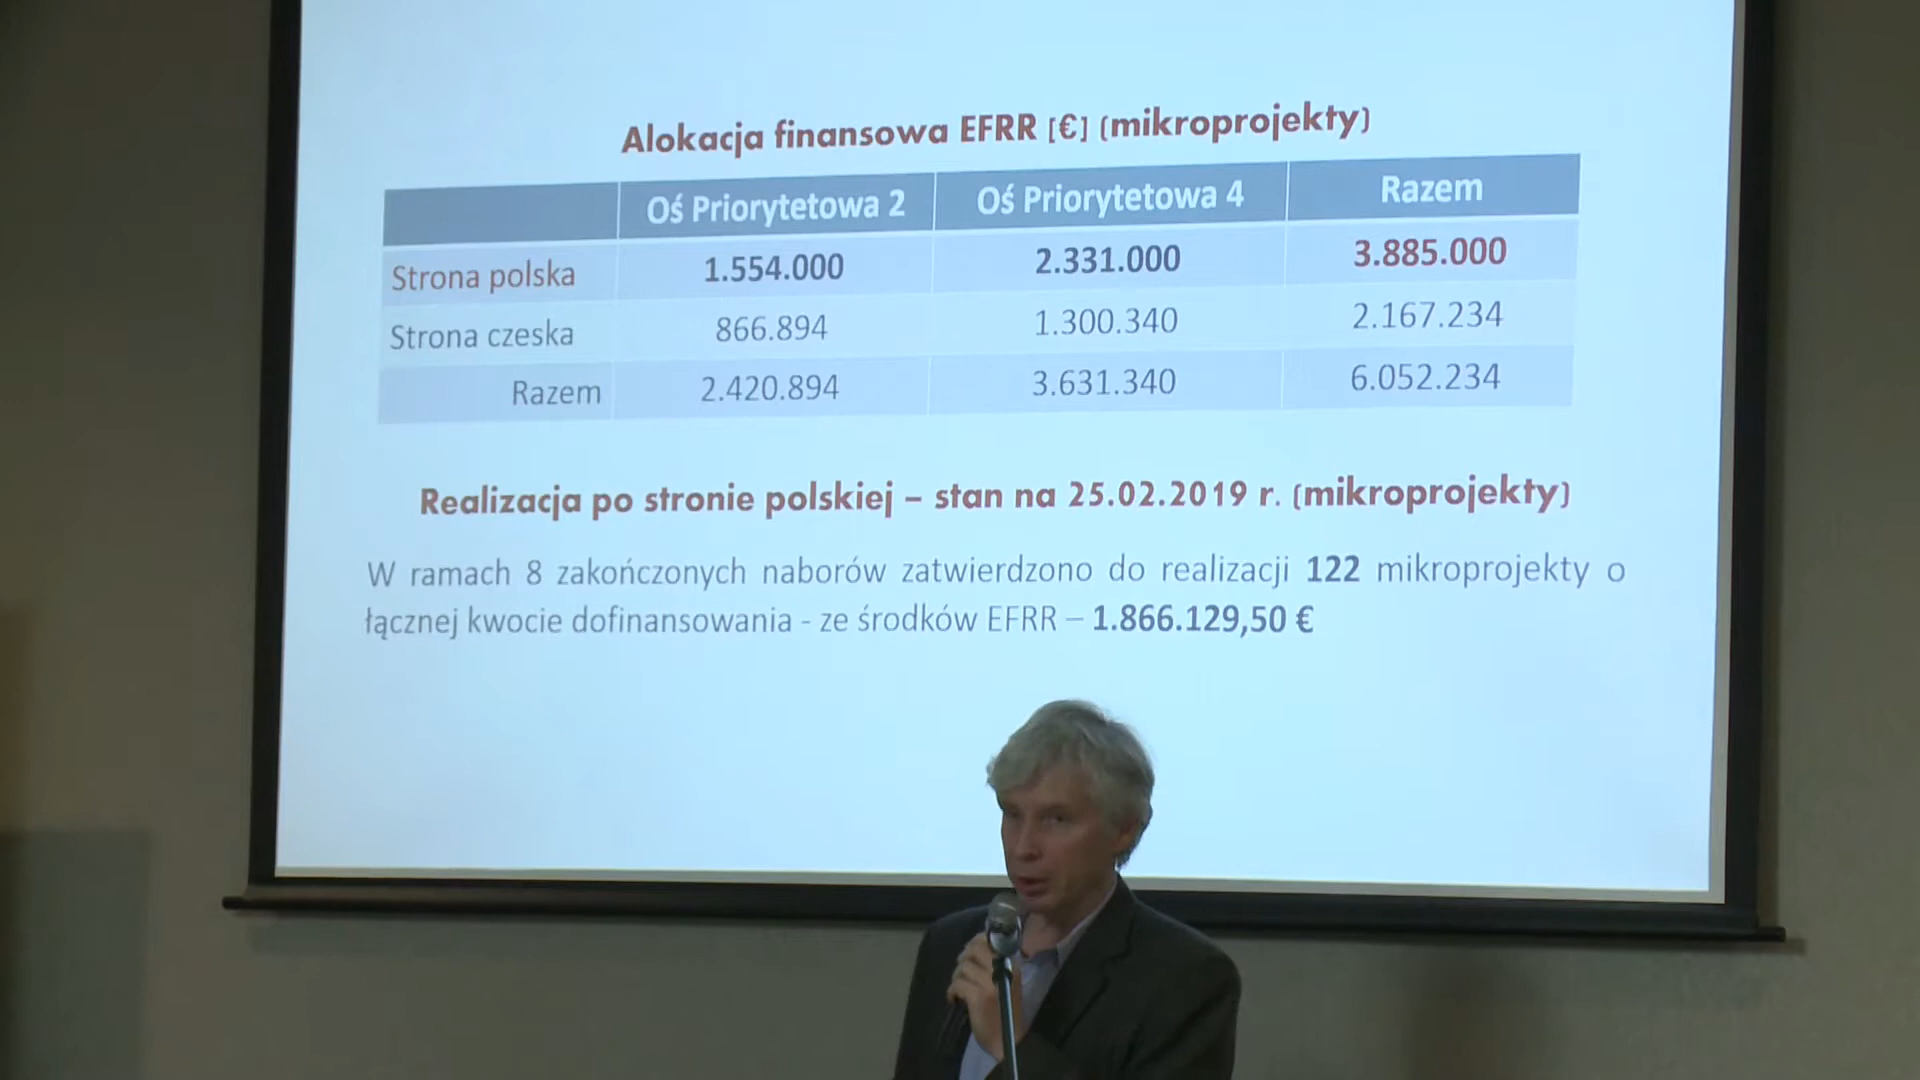 Alokacja finansowa EFRR [€] (mikroprojekty)
Oś Priorytetowa 2 Oś Priorytetowa 4 Razem
Strona polska 1.554.000 2.331.000 3.885.000
Strona czeska 866.894 1.300.340 2.167.234
Razem 2.420.894 3.631.340 6.052.234
Realizacja po stronie polskiej – stan na 25.02.2019 r. (mikroprojekty)
W ramach 8 zakończonych naborów zatwierdzono do realizacji 122 mikroprojekty o
łącznej kwocie dofinansowania - ze środków EFRR – 1.866.129,50 €